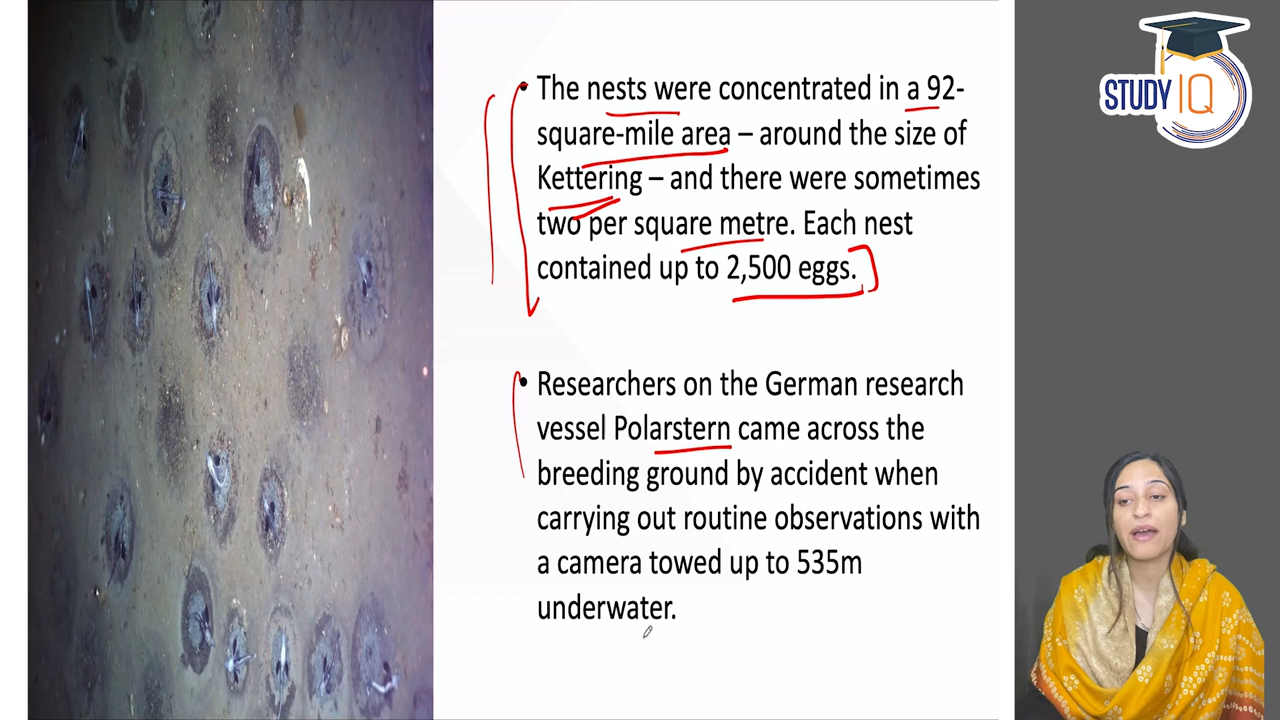 • The nests were concentrated in a 92-
square-mile area – around the size of
Kettering – and there were sometimes
two per square metre. Each nest
contained up to 2,500 eggs.
• Researchers on the German research
vessel Polarstern came across the
breeding ground by accident when
carrying out routine observations with
a camera towed up to 535m
underwater.
STUDY IQ